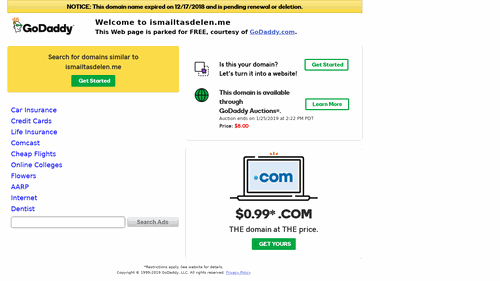 NOTICE: This domain name expired on 12/17/2018 and is pending renewal or deletion.
GoDaddy
Welcome to ismailtasdelen.me
This Web page is parked for FREE, courtesy of GoDaddy.com.
Search for domains similar to
ismailtasdelen.me
Get Started
Car Insurance
Credit Cards
Life Insurance
Comcast
Cheap Flights
Online Colleges
Flowers
AARP
Internet
Dentist
Search Ads
Is this your domain?
Let's turn it into a website!
Get Started
This domain is available
through
GoDaddy Auctions®.
Auction ends on 1/25/2019 at 2:22 PM PDT
Price: $8.00
Learn More
.com
$0.99* .COM
THE domain at THE price.
GET YOURS
*Restrictions apply. See website for details.
Copyright © 1999-2019 GoDaddy, LLC. All rights reserved. Privacy Policy